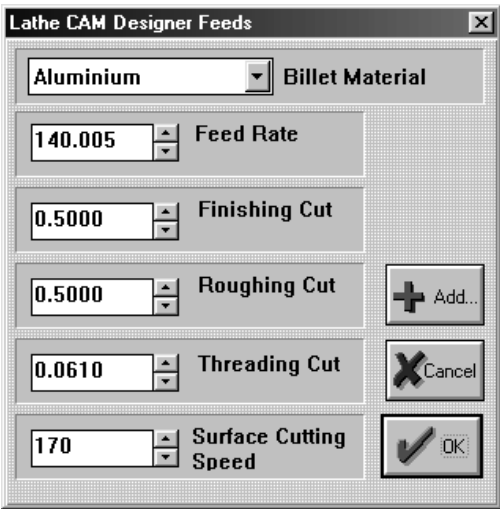 Lathe CAM Designer Feeds
Aluminium Billet Material
140.005 Feed Rate
0.5000 Finishing Cut
0.5000 Roughing Cut
Add...
0.0610 Threading Cut
Cancel
170 Surface Cutting
Speed
OK